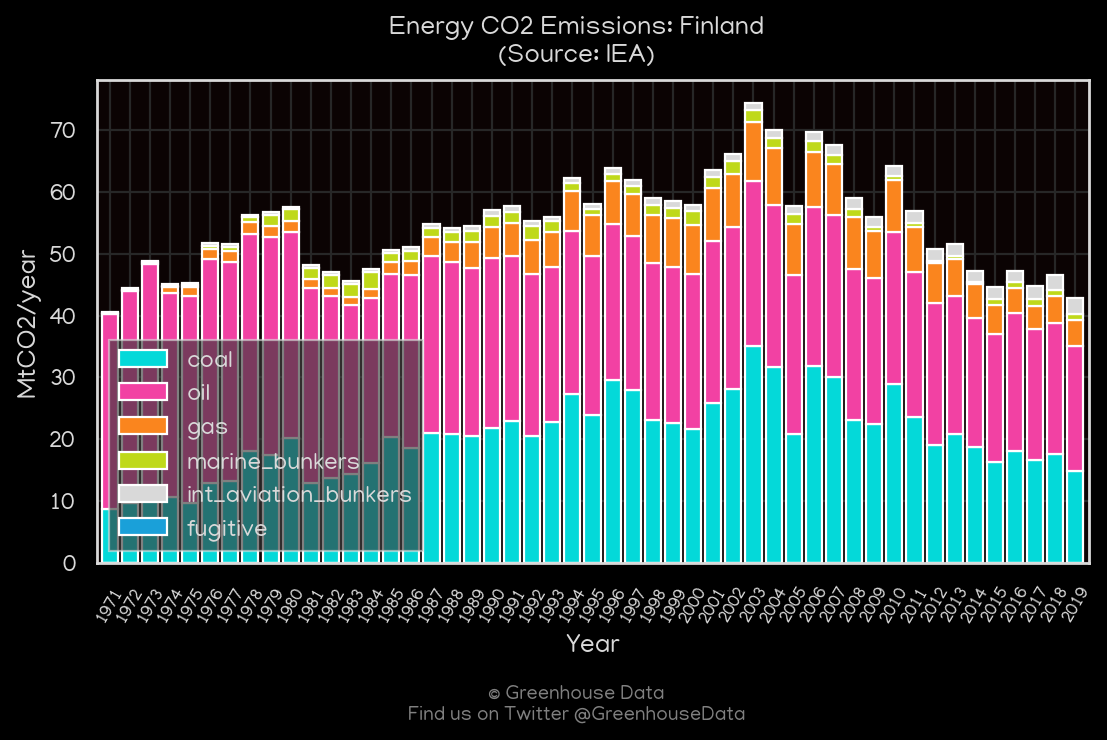 Energy CO2 Emissions: Finland
(Source: IEA)
MtCO2/year
70
60
50
40
30
20
10
0
coal
oil
gas
marine_bunkers
int_aviation_bunkers
fugitive
1971 1972 1973 1974 1975 1976 1977 1978 1979 1980 1981 1982 1983 1984 1985 1986 1987 1988 1989 1990 1991 1992 1993 1994 1995 1996 1997 1998 1999 2000 2001 2002 2003 2004 2005 2006 2007 2008 2009 2010 2011 2012 2013 2014 2015 2016 2017 2018 2019
Year
© Greenhouse Data
Find us on Twitter @GreenhouseData